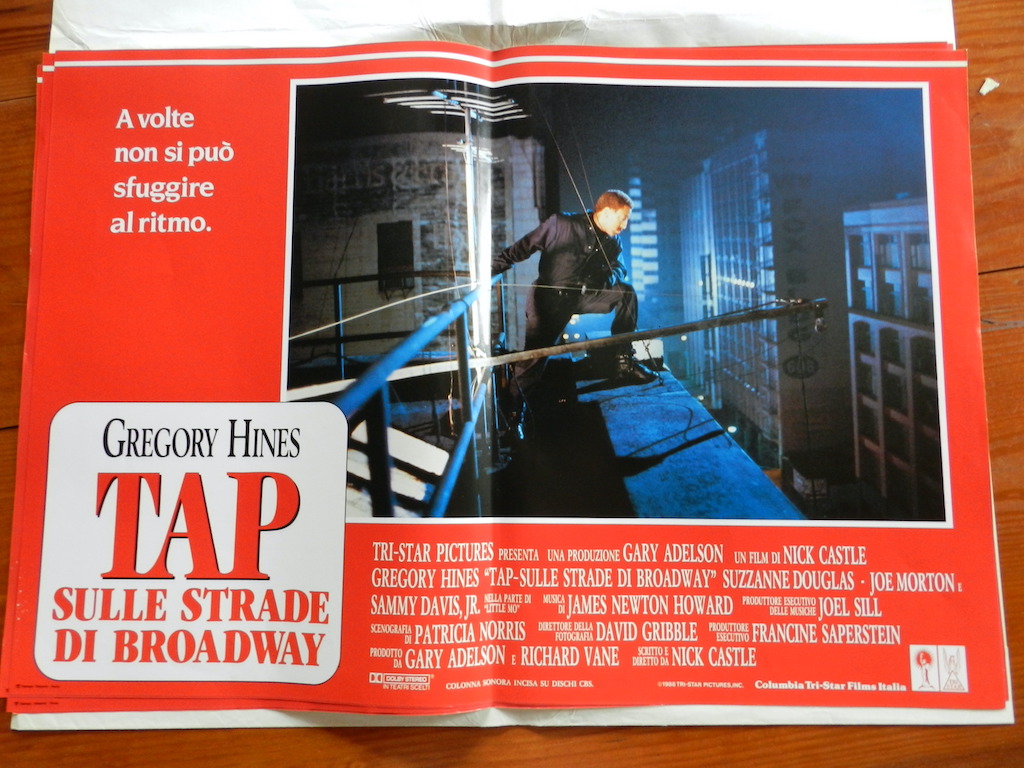 A volte
non si può
sfuggire
al ritmo.
GREGORY HINES
TAP
SULLE STRADE
DI BROADWAY
TRI-STAR PICTURES PRESENTA UNA PRODUZIONE GARY ADELSON UN FILM DI NICK CASTLE
GREGORY HINES "TAP-SULLE STRADE DI BROADWAY" SUZZANNE DOUGLAS · JOE MORTON E
SAMMY DAVIS, JR. NELLA PARTE DI "LITTLE MO" MUSICA DI JAMES NEWTON HOWARD PRODUTTORE ESECUTIVO DELLE MUSICHE JOEL SILL
SCENOGRAFIA DI PATRICIA NORRIS DIRETTORE DELLA FOTOGRAFIA DAVID GRIBBLE PRODUTTORE ESECUTIVO FRANCINE SAPERSTEIN
PRODOTTO DA GARY ADELSON E RICHARD VANE SCRITTO E DIRETTO DA NICK CASTLE
DOLBY STEREO
IN TEATRI SCELTI
COLONNA SONORA INCISA SU DISCHI CBS.
TRI-STAR PICTURES, INC.
Columbia Tri-Star Films Italia